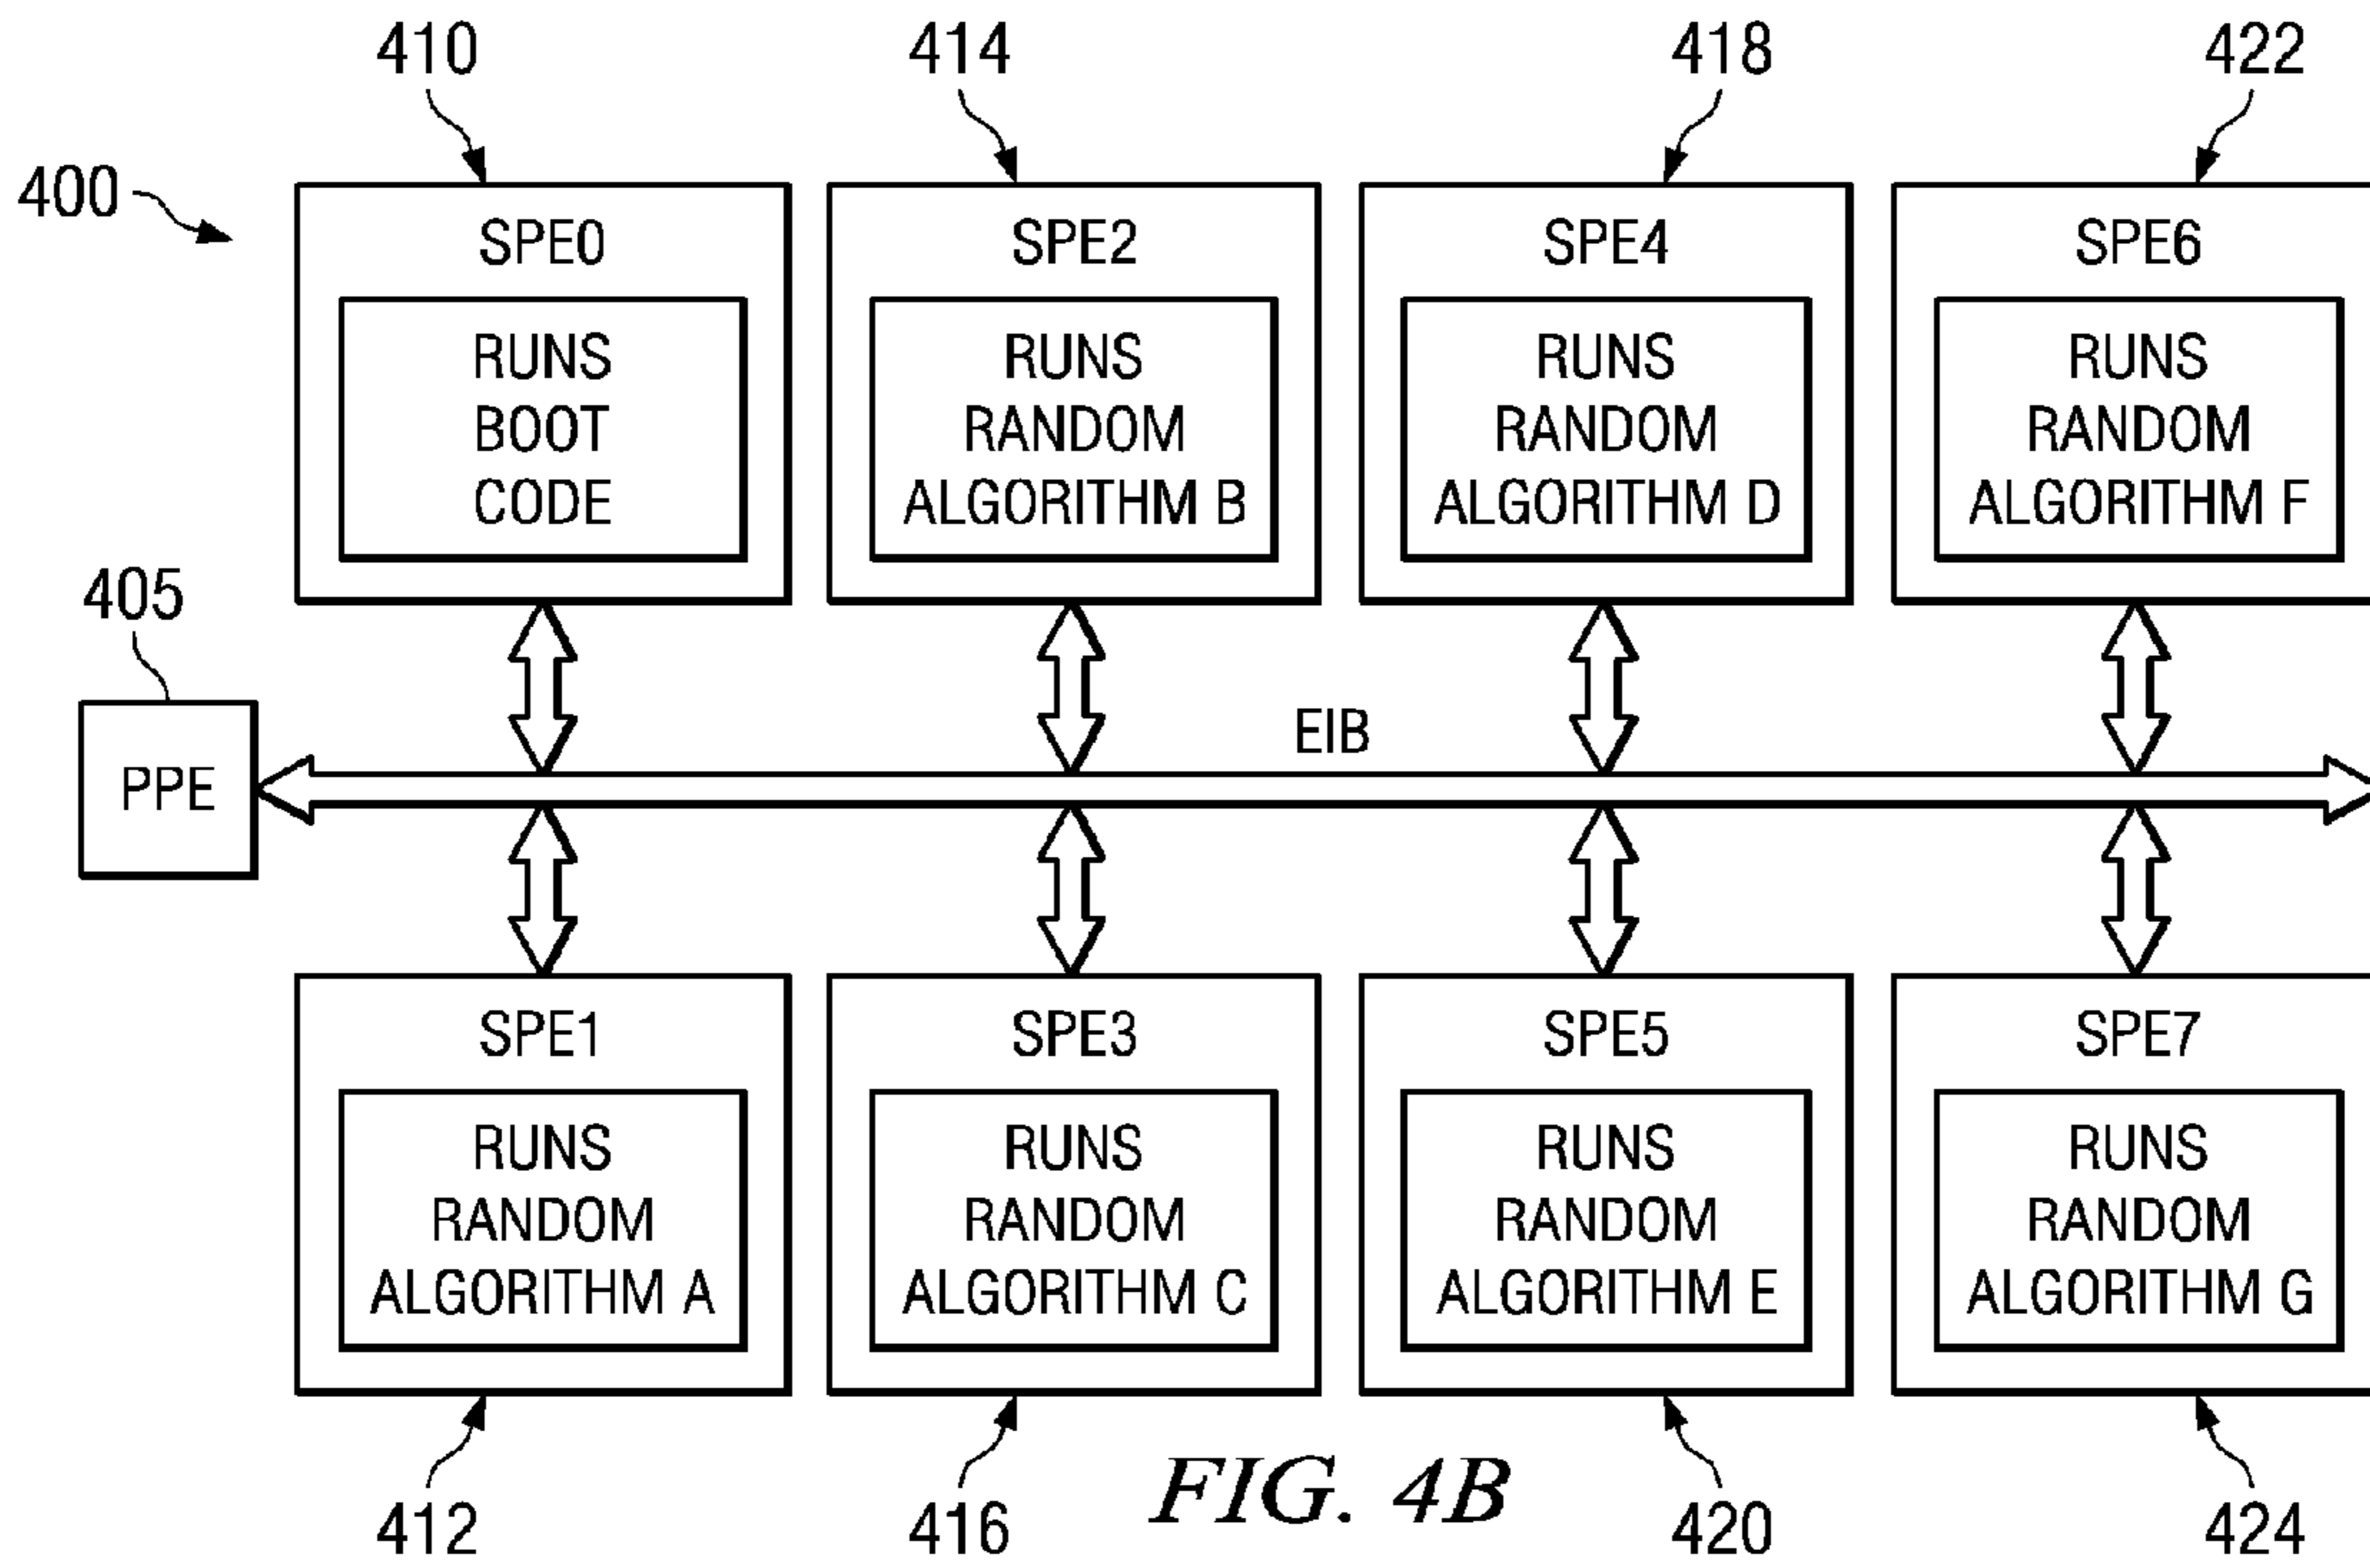 410
414
418
422
400
SPE0
RUNS
BOOT
CODE
SPE2
RUNS
RANDOM
ALGORITHM B
SPE4
RUNS
RANDOM
ALGORITHM D
SPE6
RUNS
RANDOM
ALGORITHM F
405
PPE
EIB
SPE1
RUNS
RANDOM
ALGORITHM A
SPE3
RUNS
RANDOM
ALGORITHM C
SPE5
RUNS
RANDOM
ALGORITHM E
SPE7
RUNS
RANDOM
ALGORITHM G
412
416
FIG. 4B
420
424